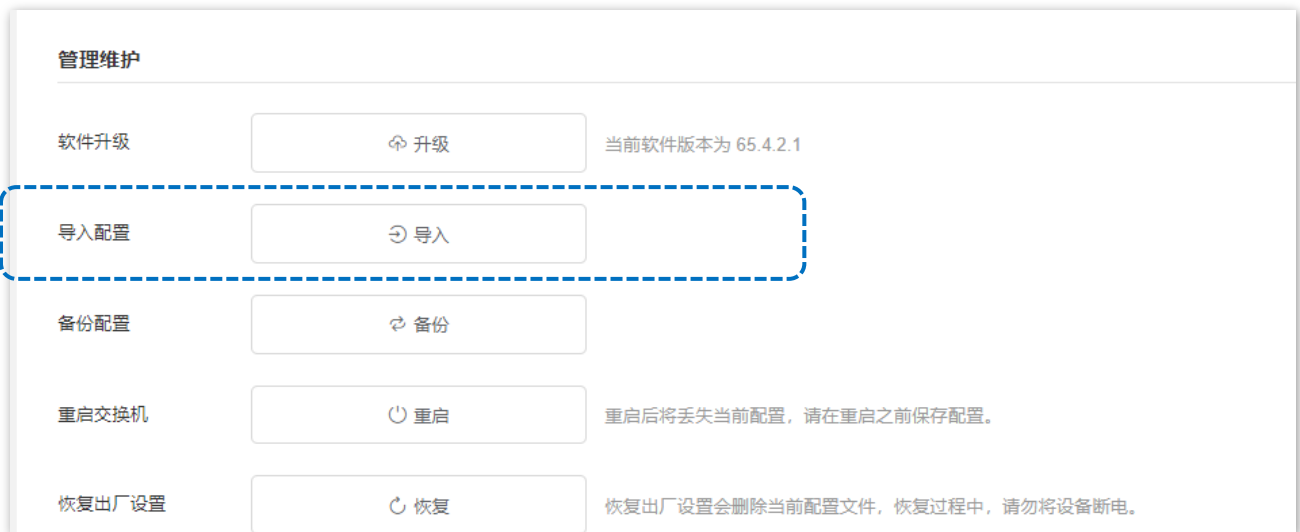 管理维护
软件升级 升级 当前软件版本为 65.4.2.1
导入配置 导入
备份配置 备份
重启交换机 重启 重启后将丢失当前配置，请在重启之前保存配置。
恢复出厂设置 恢复 恢复出厂设置会删除当前配置文件，恢复过程中，请勿将设备断电。